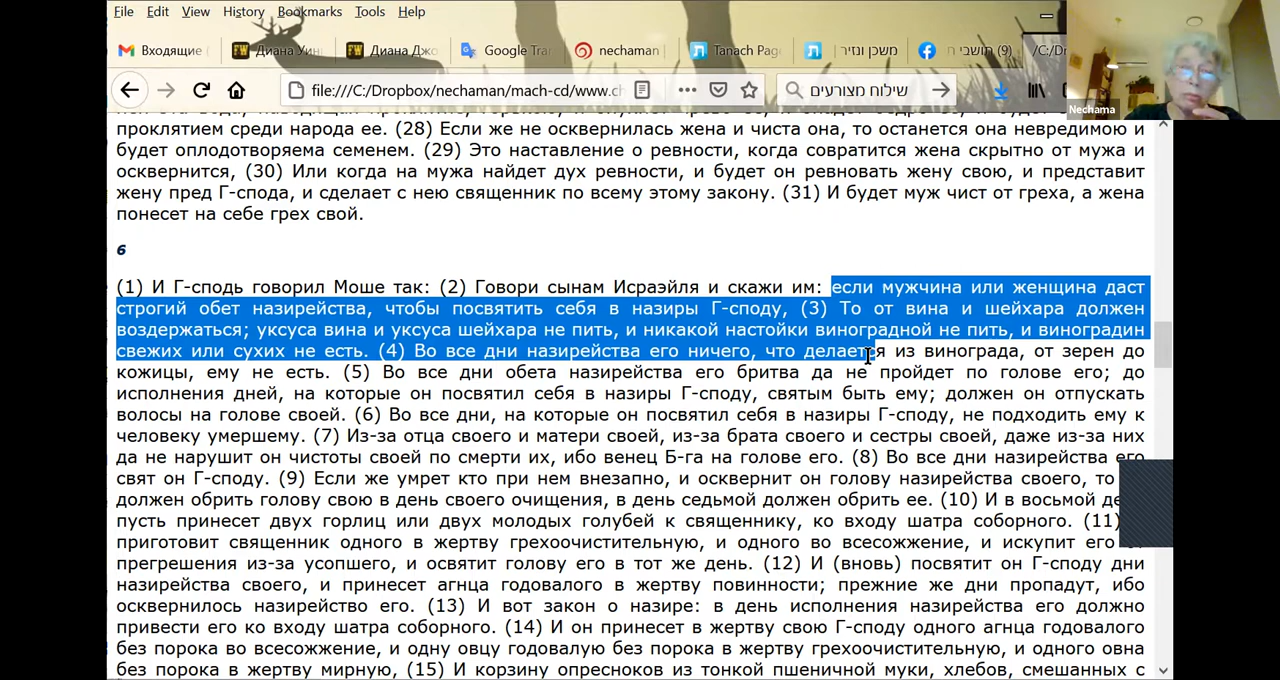 File Edit View History Bookmarks Tools Help
Входящие ( Диана Уин Диана Джо Google Tra nechaman Tanach Page משכן ונזיר | (9) תושבי ח /C:/Dr
file:///C:/Dropbox/nechaman/mach-cd/www.ch שילוח מצורעים
Nechama
проклятием среди народа ее. (28) Если же не осквернилась жена и чиста она, то останется она невредимою и
будет оплодотворяема семенем. (29) Это наставление о ревности, когда совратится жена скрытно от мужа и
осквернится, (30) Или когда на мужа найдет дух ревности, и будет он ревновать жену свою, и представит
жену пред Г-спода, и сделает с нею священник по всему этому закону. (31) И будет муж чист от греха, а жена
понесет на себе грех свой.
6
(1) И Г-сподь говорил Моше так: (2) Говори сынам Исраэйля и скажи им: если мужчина или женщина даст
строгий обет назирейства, чтобы посвятить себя в назиры Г-споду, (3) То от вина и шейхара должен
воздержаться; уксуса вина и уксуса шейхара не пить, и никакой настойки виноградной не пить, и виноградин
свежих или сухих не есть. (4) Во все дни назирейства его ничего, что делается из винограда, от зерен до
кожицы, ему не есть. (5) Во все дни обета назирейства его бритва да не пройдет по голове его; до
исполнения дней, на которые он посвятил себя в назиры Г-споду, святым быть ему; должен он отпускать
волосы на голове своей. (6) Во все дни, на которые он посвятил себя в назиры Г-споду, не подходить ему к
человеку умершему. (7) Из-за отца своего и матери своей, из-за брата своего и сестры своей, даже из-за них
да не нарушит он чистоты своей по смерти их, ибо венец Б-га на голове его. (8) Во все дни назирейства его
свят он Г-споду. (9) Если же умрет кто при нем внезапно, и осквернит он голову назирейства своего, то
должен обрить голову свою в день своего очищения, в день седьмой должен обрить ее. (10) И в восьмой де
пусть принесет двух горлиц или двух молодых голубей к священнику, ко входу шатра соборного. (11)
приготовит священник одного в жертву грехоочистительную, и одного во всесожжение, и искупит его от
прегрешения из-за усопшего, и освятит голову его в тот же день. (12) И (вновь) посвятит он Г-споду дни
назирейства своего, и принесет агнца годовалого в жертву повинности; прежние же дни пропадут, ибо
осквернилось назирейство его. (13) И вот закон о назире: в день исполнения назирейства его должно
привести его ко входу шатра соборного. (14) И он принесет в жертву свою Г-споду одного агнца годовалого
без порока во всесожжение, и одну овцу годовалую без порока в жертву грехоочистительную, и одного овна
без порока в жертву мирную, (15) И корзину опресноков из тонкой пшеничной муки, хлебов, смешанных с